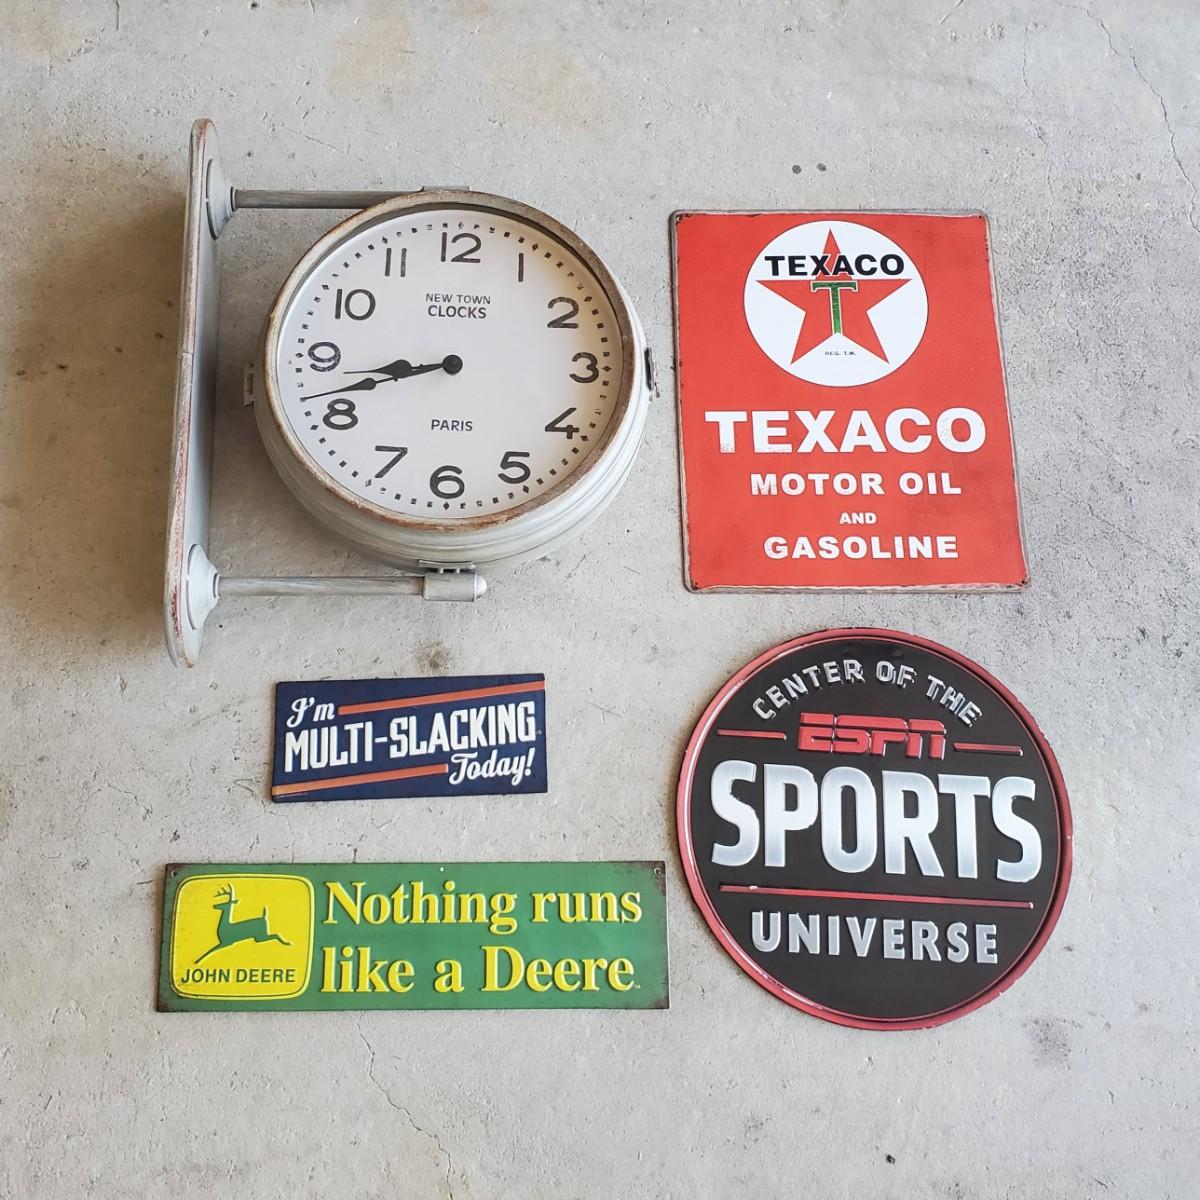 12
1
2
3
4
5
6
7
8
9
10
11
NEW TOWN
CLOCKS
PARIS
TEXACO
T
REG. T.M.
TEXACO
MOTOR OIL
AND
GASOLINE
I'm
MULTI-SLACKING
Today!
CENTER OF THE
ESPN
SPORTS
UNIVERSE
JOHN DEERE
Nothing runs
like a Deere